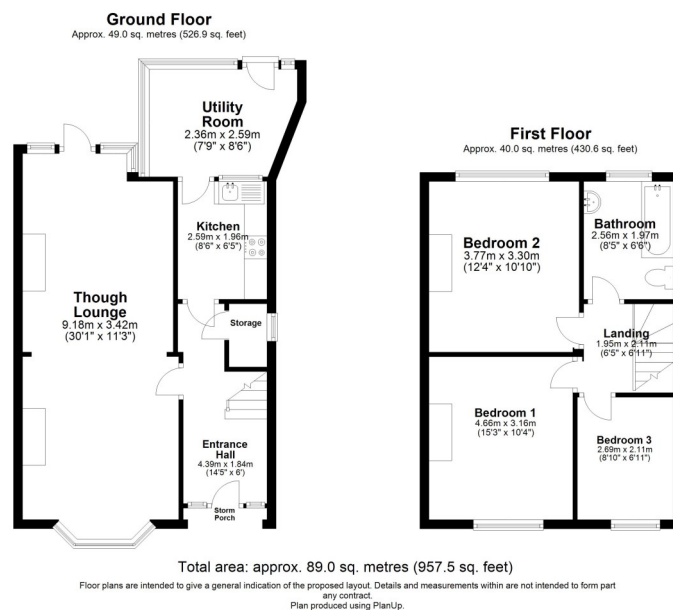 Ground Floor
Approx. 49.0 sq. metres (526.9 sq. feet)
Utility
Room
2.36m x 2.59m
(7'9" x 8'6")
Kitchen
2.59m x 1.96m
(8'6" x 6'5")
Though
Lounge
9.18m x 3.42m
(30'1" x 11'3")
Storage
Entrance
Hall
4.39m x 1.84m
(14'5" x 6')
Storm
Porch
First Floor
Approx. 40.0 sq. metres (430.6 sq. feet)
Bedroom 2
3.77m x 3.30m
(12'4" x 10'10")
Bathroom
2.56m x 1.97m
(8'5" x 6'6")
Landing
1.95m x 2.11m
(6'5" x 6'11")
Bedroom 1
4.66m x 3.16m
(15'3" x 10'4")
Bedroom 3
2.69m x 2.11m
(8'10" x 6'11")
Total area: approx. 89.0 sq. metres (957.5 sq. feet)
Floor plans are intended to give a general indication of the proposed layout. Details and measurements within are not intended to form part
any contract.
Plan produced using PlanUp.